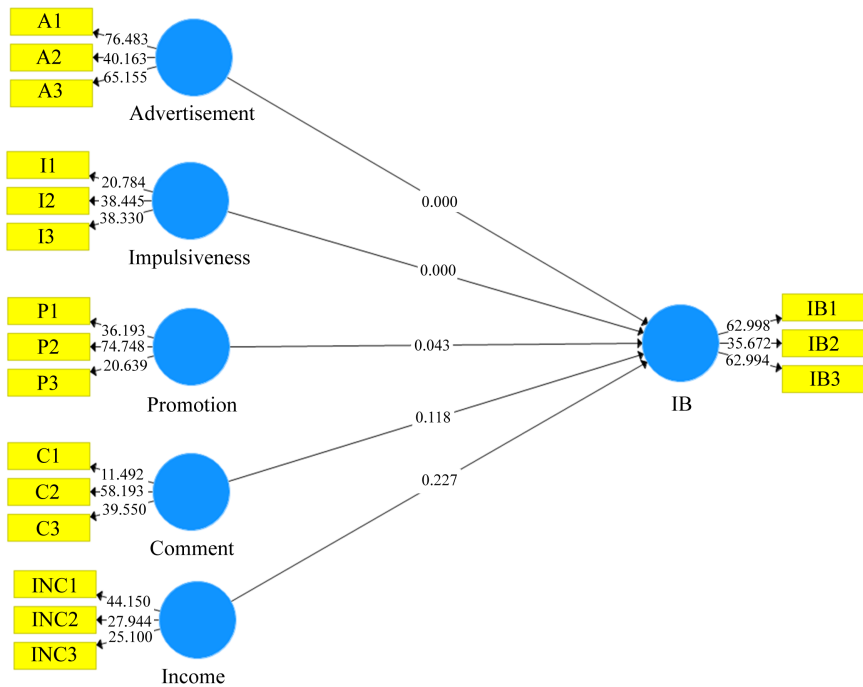 A1
76.483
A2
40.163
A3
65.155
Advertisement
0.000
I1
20.784
I2
38.445
I3
38.330
Impulsiveness
0.000
P1
36.193
P2
74.748
P3
20.639
Promotion
0.043
IB1
62.998
IB2
35.672
IB3
62.994
IB
C1
11.492
C2
58.193
C3
39.550
Comment
0.118
INC1
44.150
INC2
27.944
INC3
25.100
Income
0.227